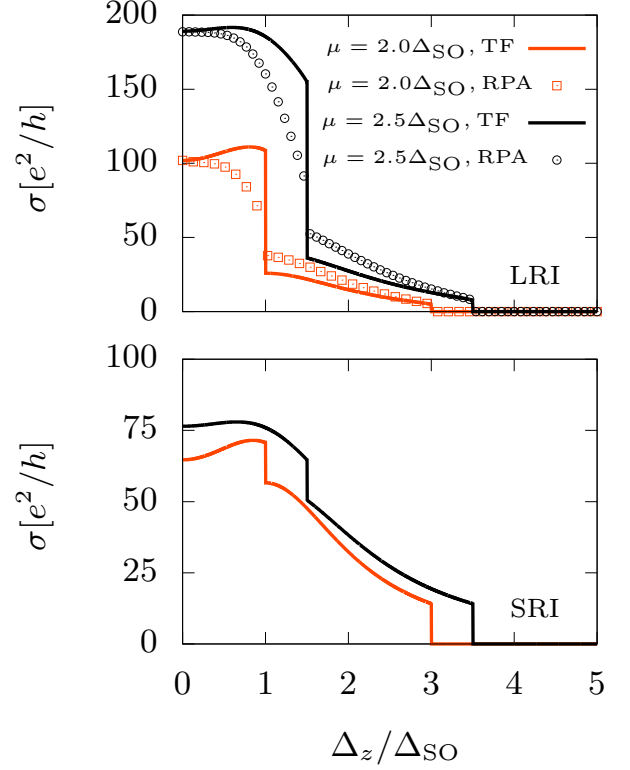 200
150
100
50
0
σ[e²/h]
μ = 2.0Δ_SO, TF
μ = 2.0Δ_SO, RPA
μ = 2.5Δ_SO, TF
μ = 2.5Δ_SO, RPA
LRI
100
75
50
25
0
σ[e²/h]
SRI
0 1 2 3 4 5
Δ_z/Δ_SO